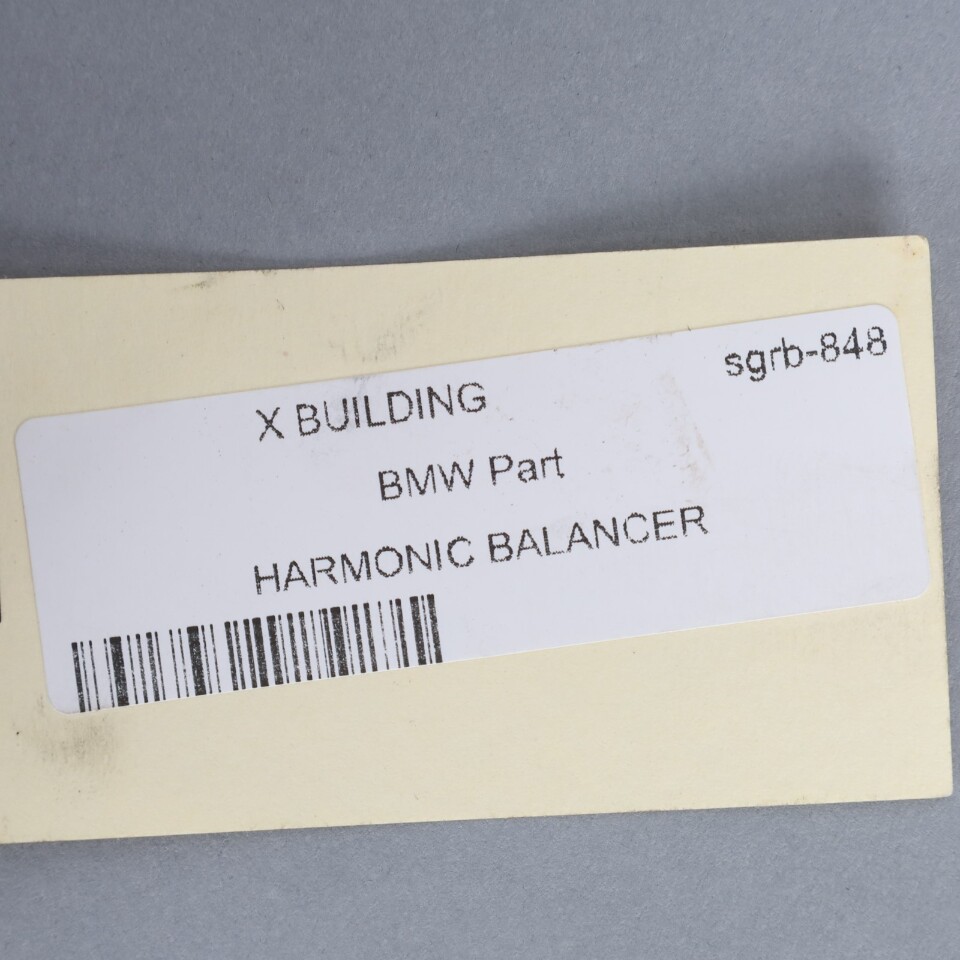 sgrb-848
X BUILDING
BMW Part
HARMONIC BALANCER